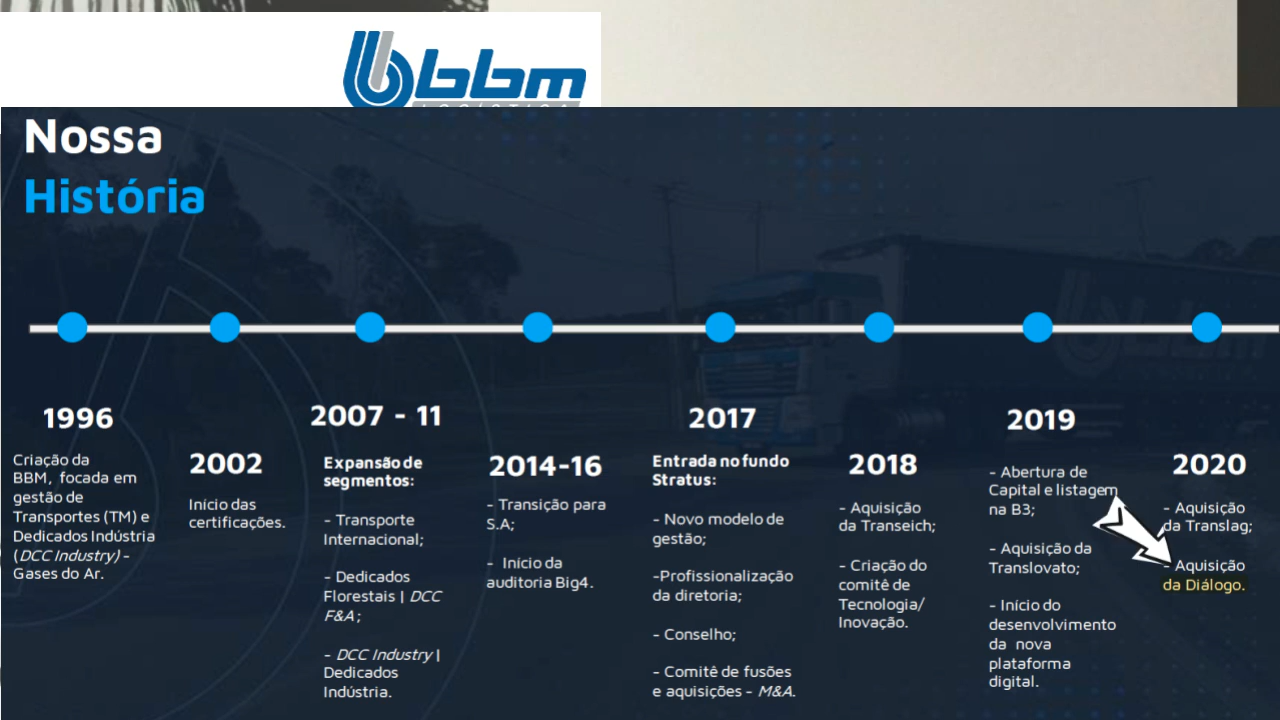 bbm
LOGÍSTICA
Nossa
História
1996
Criação da
BBM, focada em
gestão de
Transportes (TM) e
Dedicados Indústria
(DCC Industry) –
Gases do Ar.
2002
Início das
certificações.
2007 - 11
Expansão de
segmentos:
- Transporte
Internacional;
- Dedicados
Florestais | DCC
F&A;
- DCC Industry |
Dedicados
Indústria.
2014-16
- Transição para
S.A;
- Início da
auditoria Big4.
2017
Entrada no fundo
Stratus:
- Novo modelo de
gestão;
-Profissionalização
da diretoria;
- Conselho;
- Comitê de fusões
e aquisições - M&A.
2018
- Aquisição
da Transeich;
- Criação do
comitê de
Tecnologia/
Inovação.
2019
- Abertura de
Capital e listagem
na B3;
- Aquisição da
Translovato;
- Início do
desenvolvimento
da nova
plataforma
digital.
2020
- Aquisição
da Translag;
- Aquisição
da Diálogo.
bbm